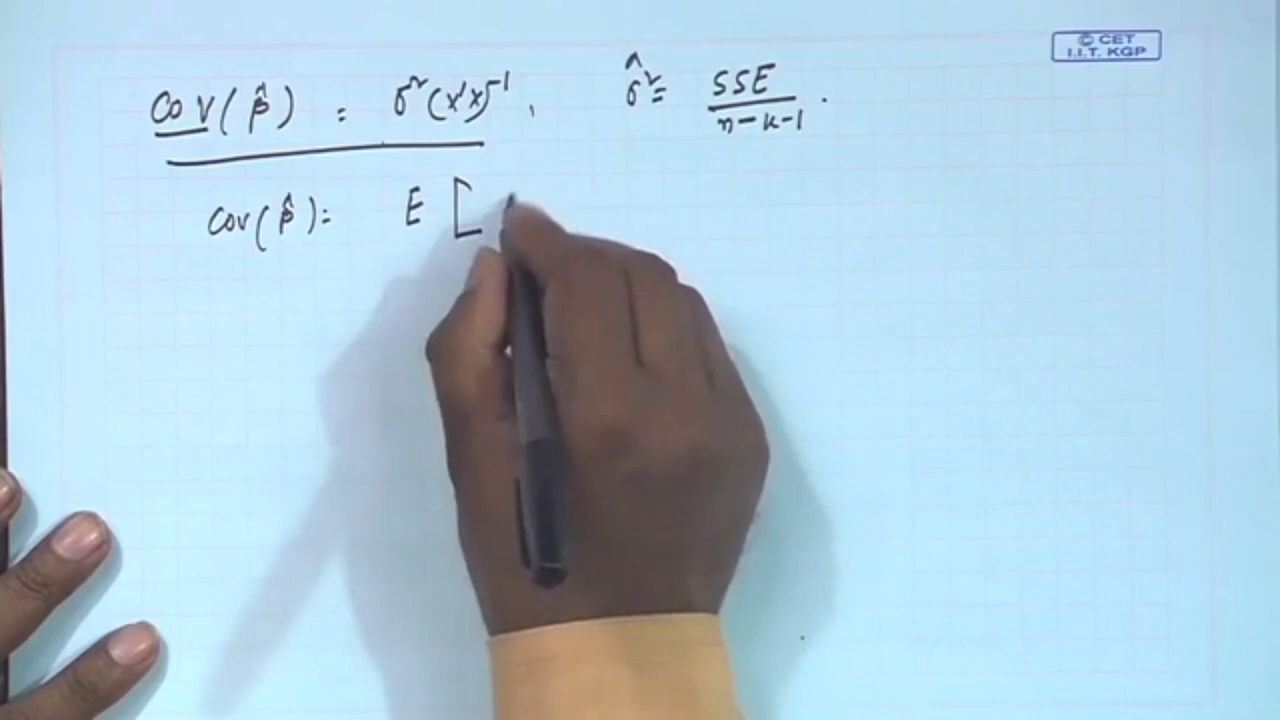 © CET
I.I.T. KGP
Cov(β̂) = σ²(x'x)⁻¹, σ̂² = SSE / n-k-1 .
Cov(β̂) = E [